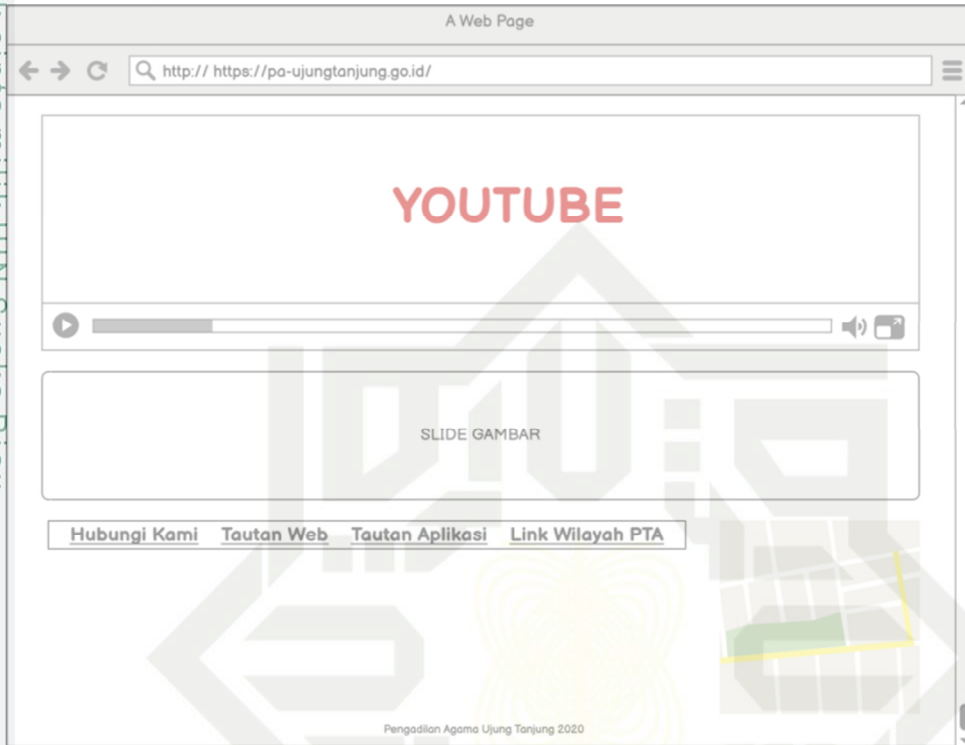 A Web Page
http:// https://pa-ujungtanjung.go.id/
YOUTUBE
SLIDE GAMBAR
Hubungi Kami Tautan Web Tautan Aplikasi Link Wilayah PTA
Pengadilan Agama Ujung Tanjung 2020